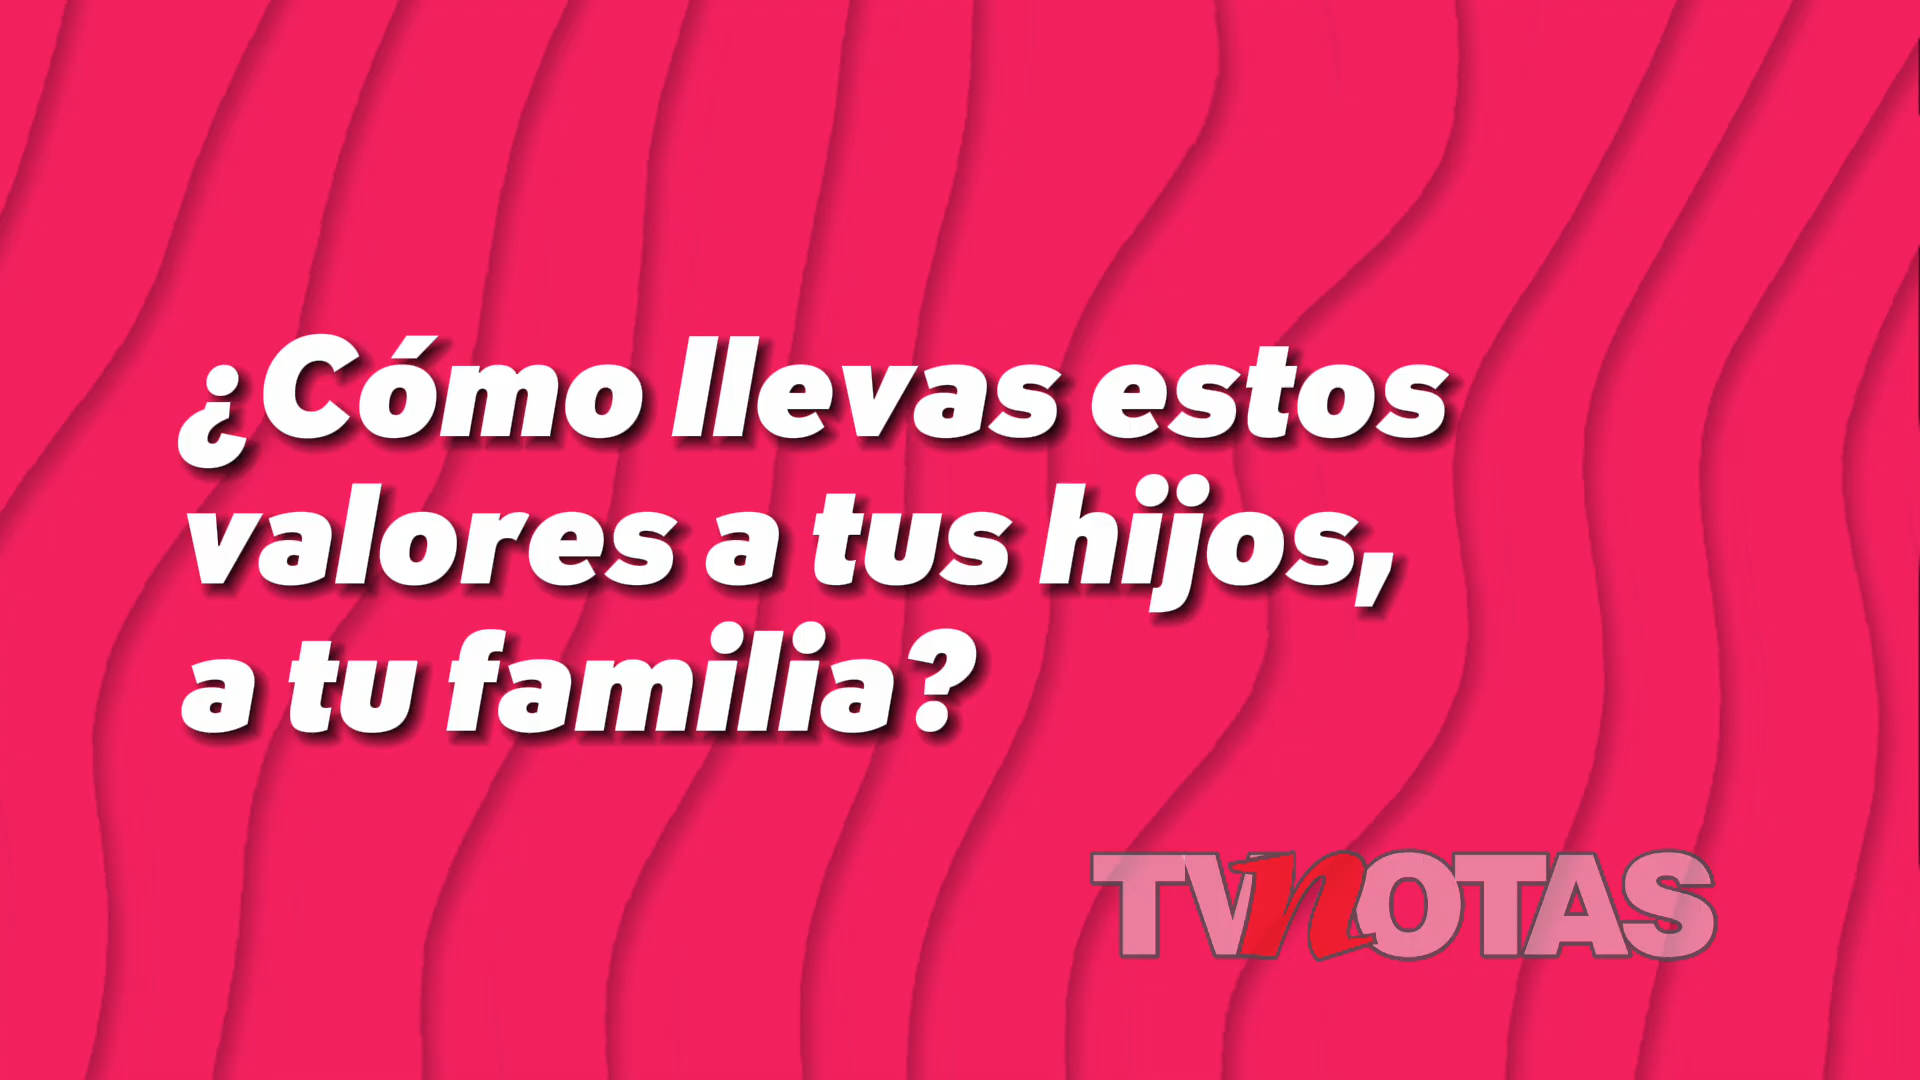 ¿Cómo llevas estos
valores a tus hijos,
a tu familia?
TVnOTAS